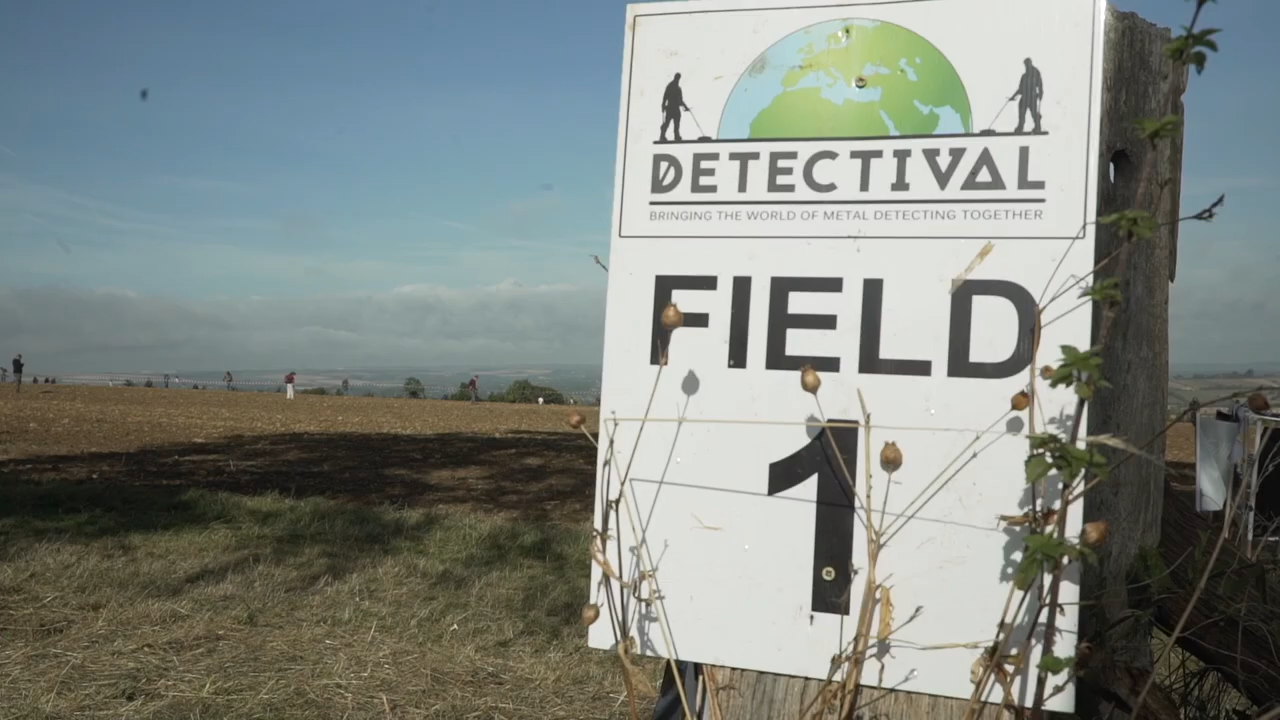 DETECTIVAL
BRINGING THE WORLD OF METAL DETECTING TOGETHER
FIELD
1